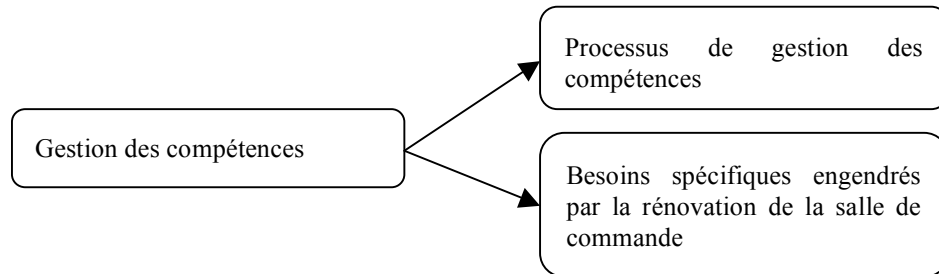 Gestion des compétences
Processus de gestion des
compétences
Besoins spécifiques engendrés
par la rénovation de la salle de
commande